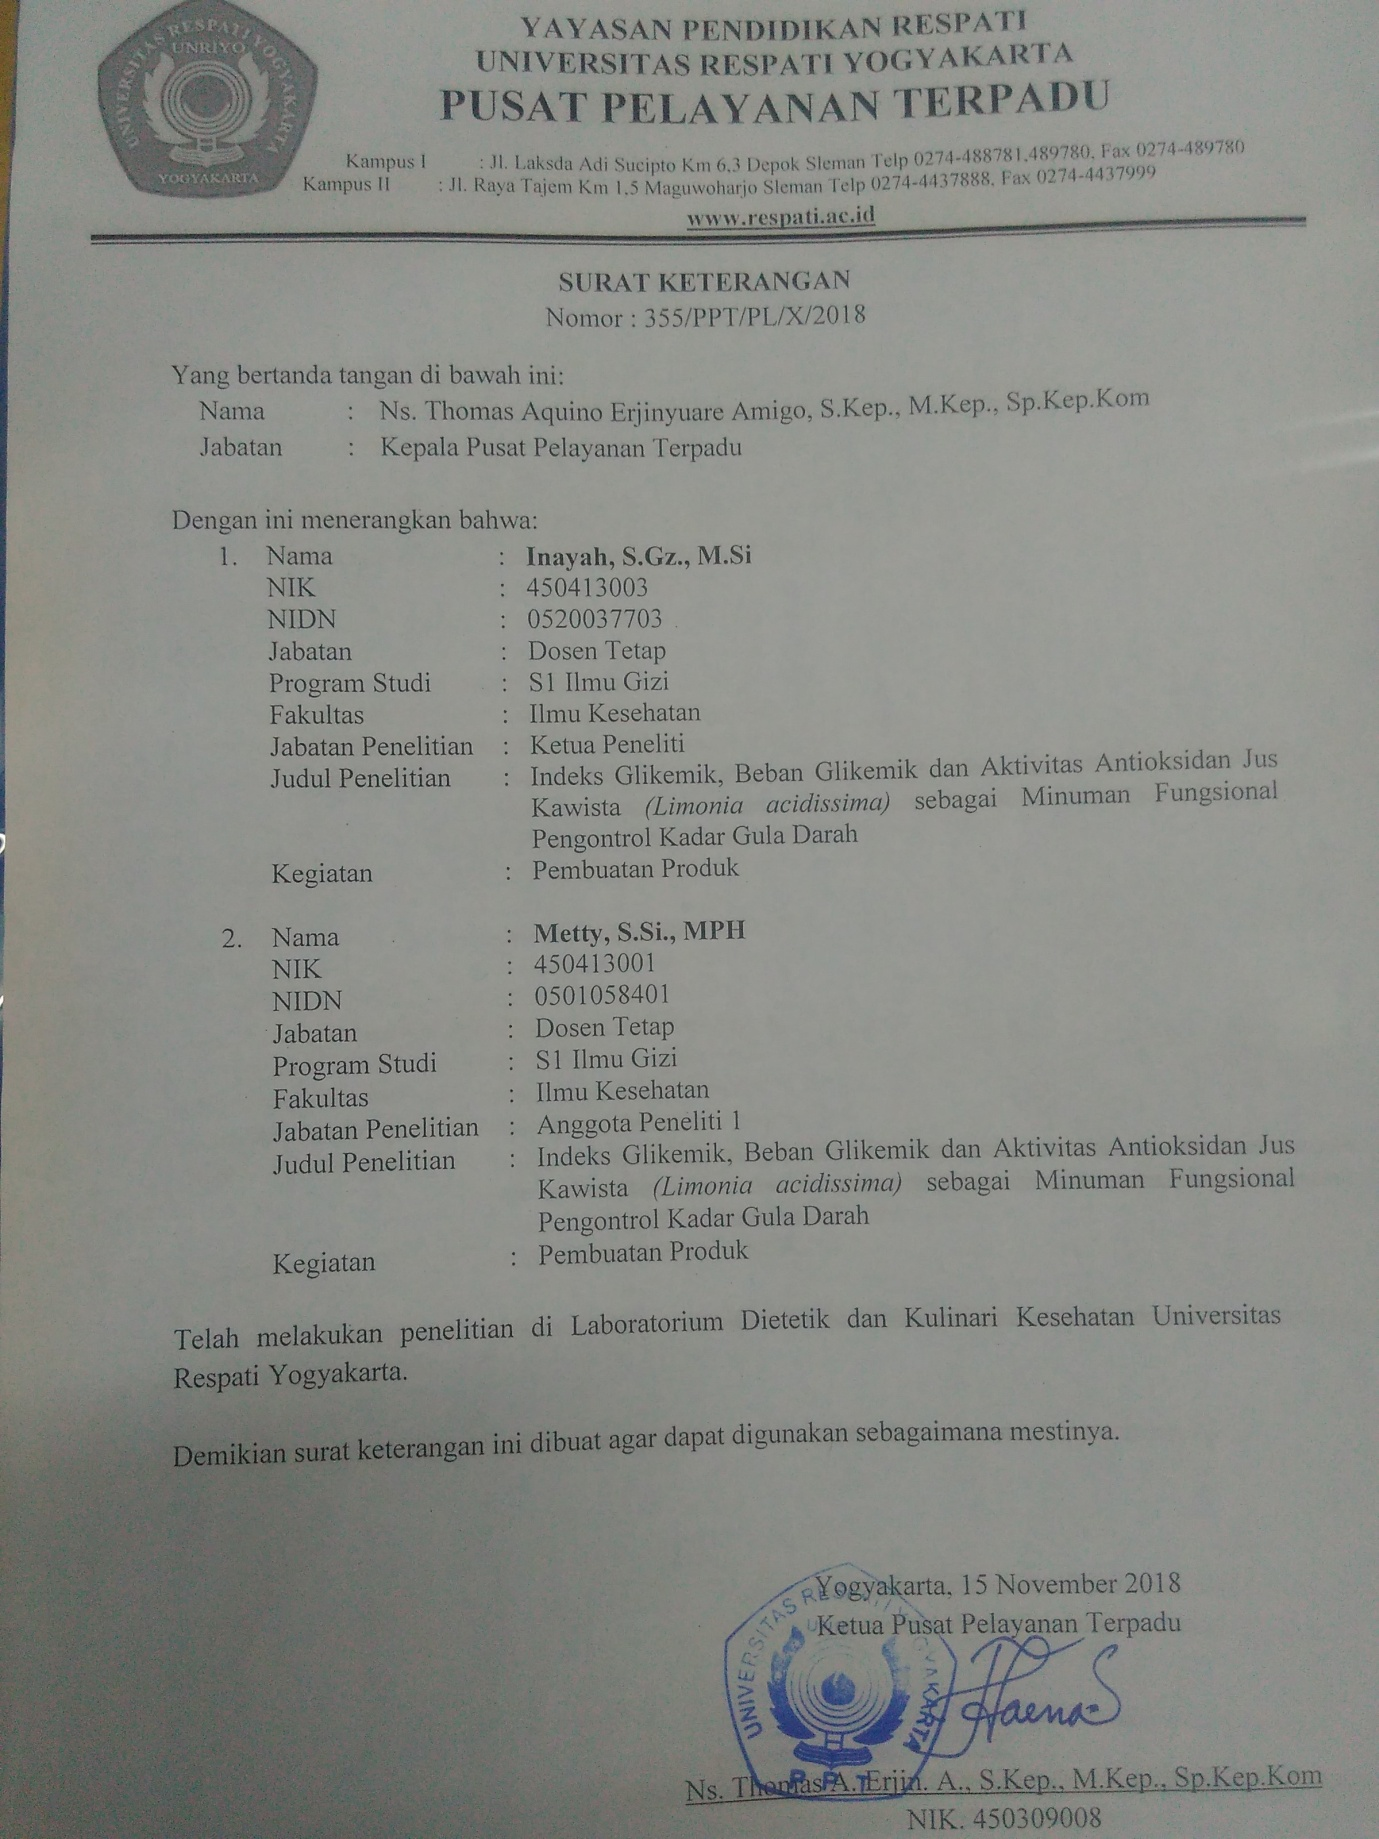 UNIVERSITAS RESPATI YOGYAKARTA
UNRIYO
YOGYAKARTA
YAYASAN PENDIDIKAN RESPATI
UNIVERSITAS RESPATI YOGYAKARTA
PUSAT PELAYANAN TERPADU
Kampus I : Jl. Laksda Adi Sucipto Km 6,3 Depok Sleman Telp 0274-488781,489780, Fax 0274-489780
Kampus II : Jl. Raya Tajem Km 1,5 Maguwoharjo Sleman Telp 0274-4437888, Fax 0274-4437999
www.respati.ac.id
SURAT KETERANGAN
Nomor : 355/PPT/PL/X/2018
Yang bertanda tangan di bawah ini:
Nama : Ns. Thomas Aquino Erjinyuare Amigo, S.Kep., M.Kep., Sp.Kep.Kom
Jabatan : Kepala Pusat Pelayanan Terpadu
Dengan ini menerangkan bahwa:
1. Nama : Inayah, S.Gz., M.Si
NIK : 450413003
NIDN : 0520037703
Jabatan : Dosen Tetap
Program Studi : S1 Ilmu Gizi
Fakultas : Ilmu Kesehatan
Jabatan Penelitian : Ketua Peneliti
Judul Penelitian : Indeks Glikemik, Beban Glikemik dan Aktivitas Antioksidan Jus
Kawista (Limonia acidissima) sebagai Minuman Fungsional
Pengontrol Kadar Gula Darah
Kegiatan : Pembuatan Produk
2. Nama : Metty, S.Si., MPH
NIK : 450413001
NIDN : 0501058401
Jabatan : Dosen Tetap
Program Studi : S1 Ilmu Gizi
Fakultas : Ilmu Kesehatan
Jabatan Penelitian : Anggota Peneliti 1
Judul Penelitian : Indeks Glikemik, Beban Glikemik dan Aktivitas Antioksidan Jus
Kawista (Limonia acidissima) sebagai Minuman Fungsional
Pengontrol Kadar Gula Darah
Kegiatan : Pembuatan Produk
Telah melakukan penelitian di Laboratorium Dietetik dan Kulinari Kesehatan Universitas
Respati Yogyakarta.
Demikian surat keterangan ini dibuat agar dapat digunakan sebagaimana mestinya.
Yogyakarta, 15 November 2018
Ketua Pusat Pelayanan Terpadu
UNIVERSITAS RESPATI YOGYAKARTA
P P T
Ns. Thomas A. Erjin. A., S.Kep., M.Kep., Sp.Kep.Kom
NIK. 450309008